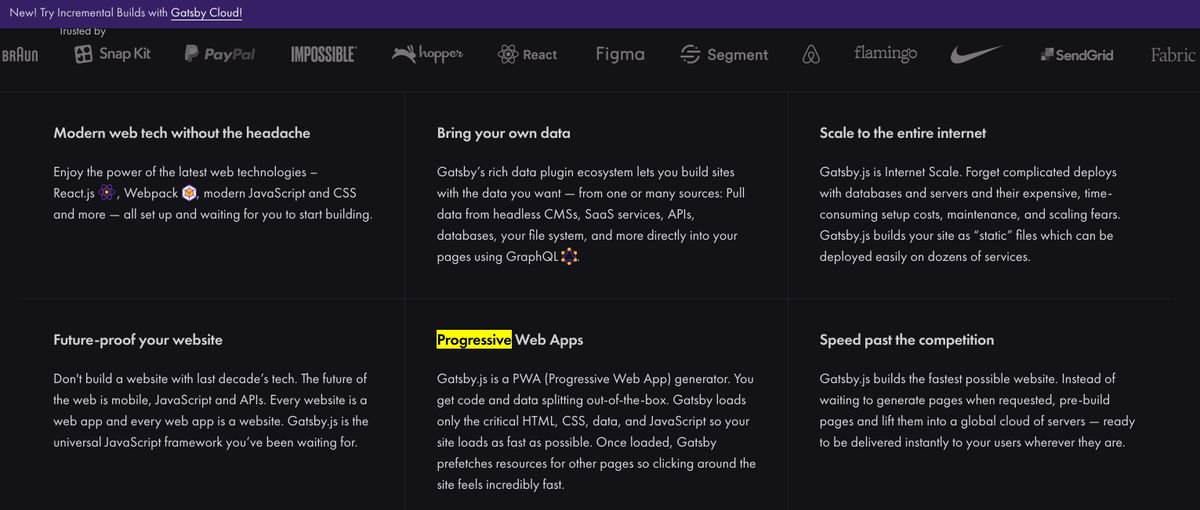 New! Try Incremental Builds with Gatsby Cloud!
Trusted by
BRAUN Snap Kit PayPal IMPOSSIBLE hopper React Figma Segment flamingo SendGrid Fabric
Modern web tech without the headache
Enjoy the power of the latest web technologies –
React.js , Webpack , modern JavaScript and CSS
and more — all set up and waiting for you to start building.
Bring your own data
Gatsby’s rich data plugin ecosystem lets you build sites
with the data you want — from one or many sources: Pull
data from headless CMSs, SaaS services, APIs,
databases, your file system, and more directly into your
pages using GraphQL .
Scale to the entire internet
Gatsby.js is Internet Scale. Forget complicated deploys
with databases and servers and their expensive, time-
consuming setup costs, maintenance, and scaling fears.
Gatsby.js builds your site as “static” files which can be
deployed easily on dozens of services.
Future-proof your website
Don't build a website with last decade’s tech. The future of
the web is mobile, JavaScript and APIs. Every website is a
web app and every web app is a website. Gatsby.js is the
universal JavaScript framework you’ve been waiting for.
Progressive Web Apps
Gatsby.js is a PWA (Progressive Web App) generator. You
get code and data splitting out-of-the-box. Gatsby loads
only the critical HTML, CSS, data, and JavaScript so your
site loads as fast as possible. Once loaded, Gatsby
prefetches resources for other pages so clicking around the
site feels incredibly fast.
Speed past the competition
Gatsby.js builds the fastest possible website. Instead of
waiting to generate pages when requested, pre-build
pages and lift them into a global cloud of servers — ready
to be delivered instantly to your users wherever they are.